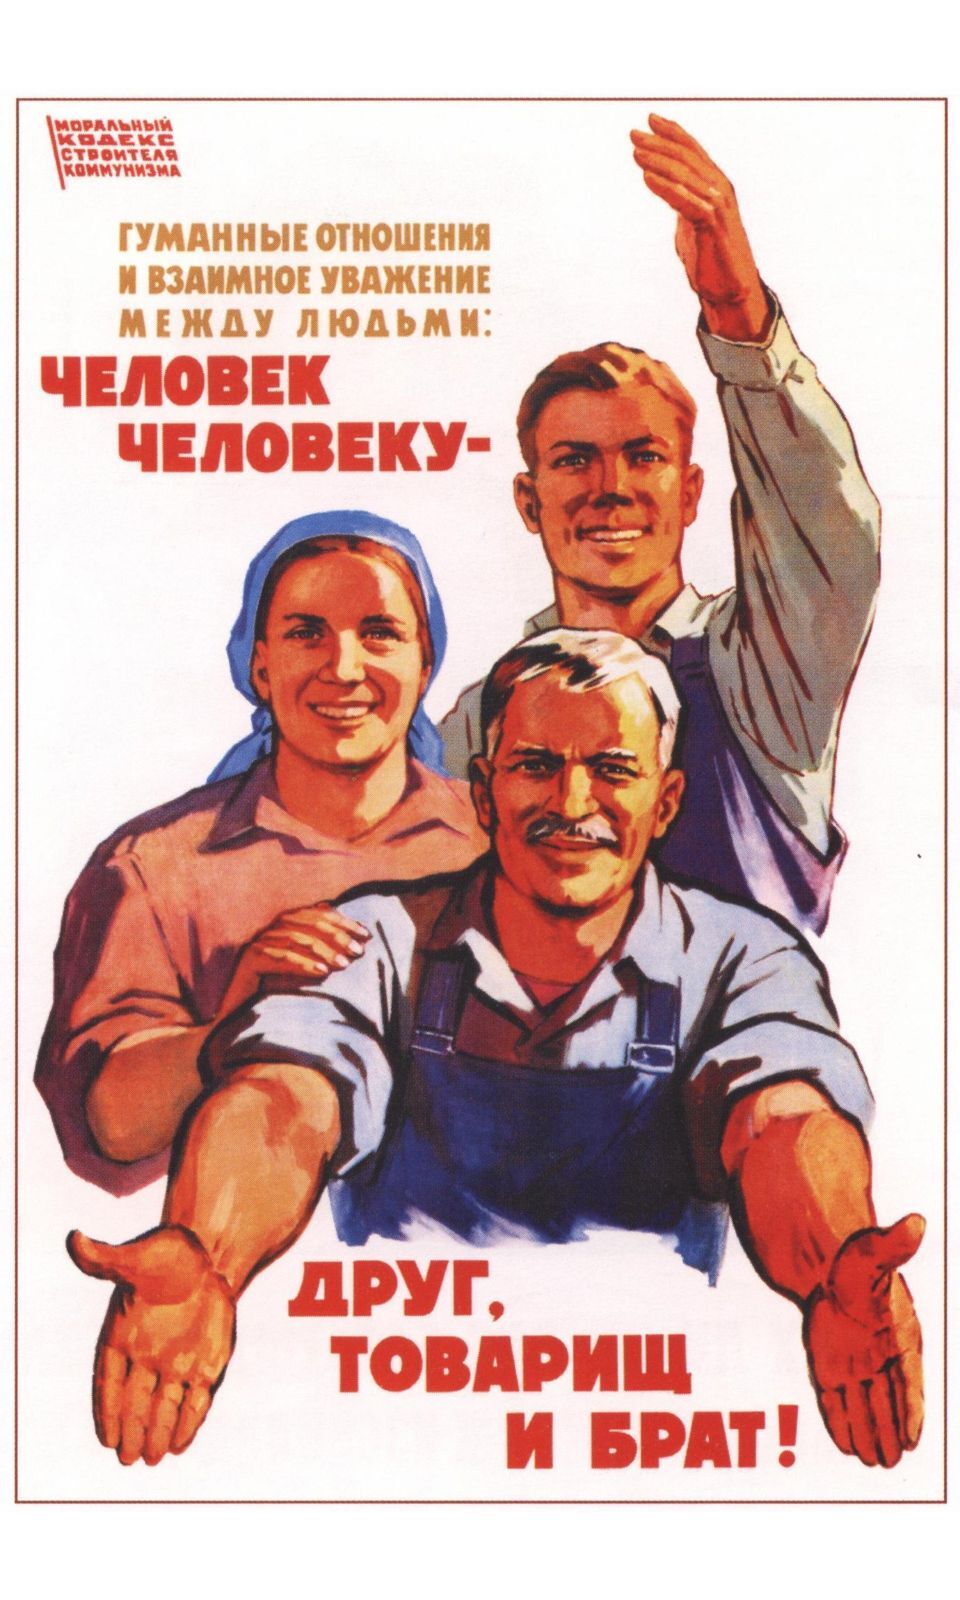 МОРАЛЬНЫЙ
КОДЕКС
СТРОИТЕЛЯ
КОММУНИЗМА
ГУМАННЫЕ ОТНОШЕНИЯ
И ВЗАИМНОЕ УВАЖЕНИЕ
МЕЖДУ ЛЮДЬМИ:
ЧЕЛОВЕК
ЧЕЛОВЕКУ-
ДРУГ,
ТОВАРИЩ
И БРАТ!